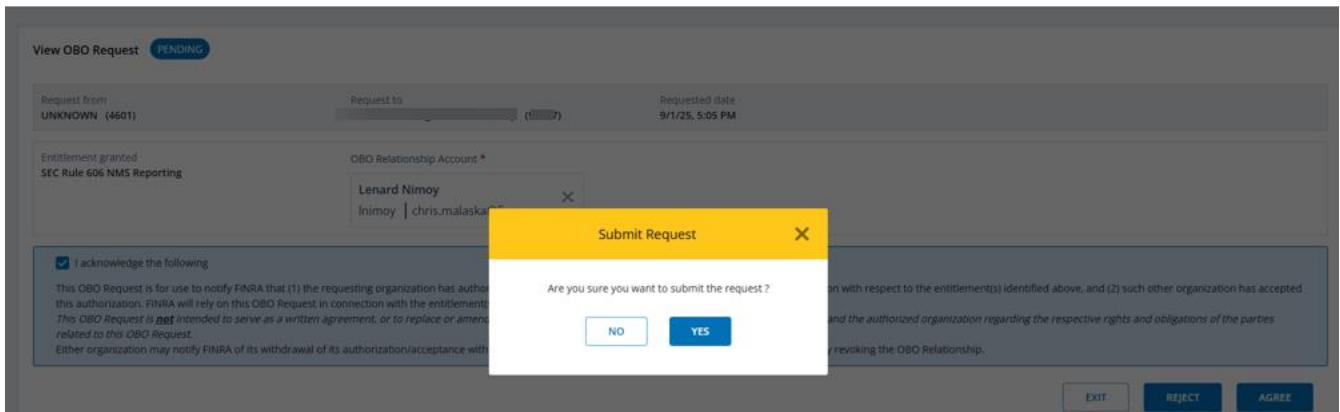 View OBO Request PENDING
Request from Request to Requested date
UNKNOWN (4601) 9/1/25, 5:05 PM
Entitlement granted OBO Relationship Account *
SEC Rule 606 NMS Reporting
Lenard Nimoy
lnimoy | chris.malaska
Submit Request
I acknowledge the following
This OBO Request is for use to notify FINRA that (1) the requesting organization has Are you sure you want to submit the request ? with respect to the entitlement(s) identified above, and (2) such other organization has accepted
this authorization. FINRA will rely on this OBO Request in connection with the
This OBO Request is not intended to serve as a written agreement, or to replace or and the authorized organization regarding the respective rights and obligations of the parties
NO YES
related to this OBO Request.
Either organization may notify FINRA of its withdrawal of its authorization/acceptance revoking the OBO Relationship.
EXIT REJECT AGREE